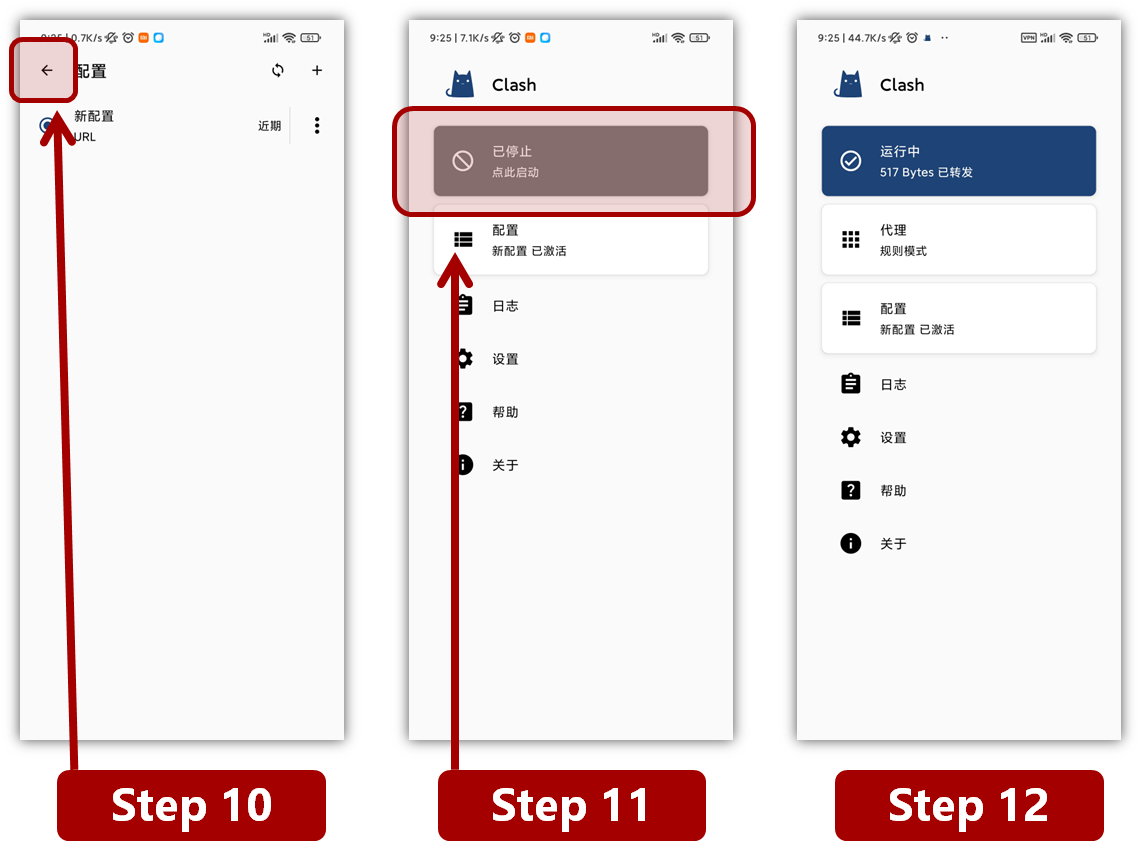 9:25 | 0.7K/s
配置
新配置
URL
近期
Step 10
9:25 | 7.1K/s
HD
51
Clash
已停止
点此启动
配置
新配置 已激活
日志
设置
帮助
关于
Step 11
9:25 | 44.7K/s
VPN
HD
51
Clash
运行中
517 Bytes 已转发
代理
规则模式
配置
新配置 已激活
日志
设置
帮助
关于
Step 12